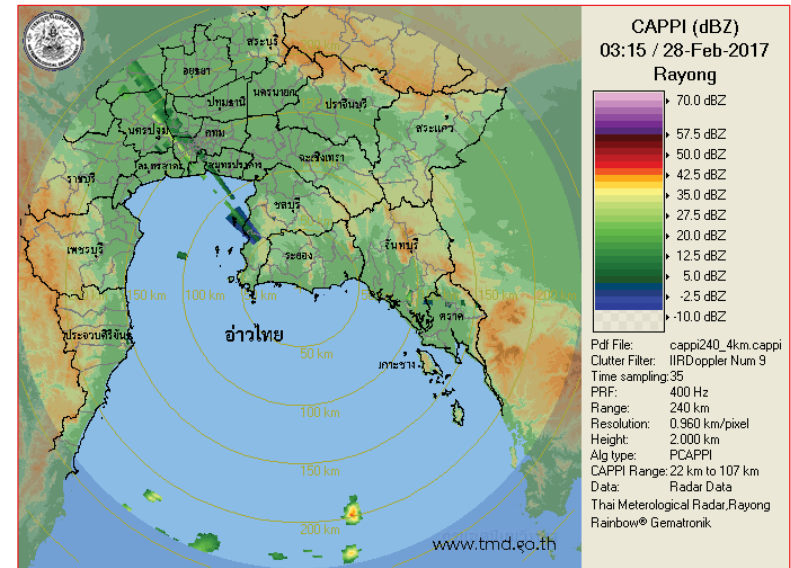 CAPPI (dBZ)
03:15 / 28-Feb-2017
Rayong
70.0 dBZ
57.5 dBZ
50.0 dBZ
42.5 dBZ
35.0 dBZ
27.5 dBZ
20.0 dBZ
12.5 dBZ
5.0 dBZ
-2.5 dBZ
-10.0 dBZ
Pdf File: cappi240_4km.cappi
Clutter Filter: IIRDoppler Num 9
Time sampling:35
PRF: 400 Hz
Range: 240 km
Resolution: 0.960 km/pixel
Height: 2.000 km
Alg type: PCAPPI
CAPPI Range: 22 km to 107 km
Data: Radar Data
Thai Meterological Radar,Rayong
Rainbow® Gematronik
สระบุรี
อยุธยา
นครนายก
ปทุมธานี
ปราจีนบุรี
นครปฐม
กทม
สระแก้ว
สมุทรสาคร
สมุทรปราการ
ฉะเชิงเทรา
ราชบุรี
ชลบุรี
เพชรบุรี
ระยอง
จันทบุรี
150 km
100 km
150 km
ตราด
ประจวบคีรีขันธ์
อ่าวไทย
50 km
เกาะช้าง
100 km
150 km
200 km
www.tmd.go.th